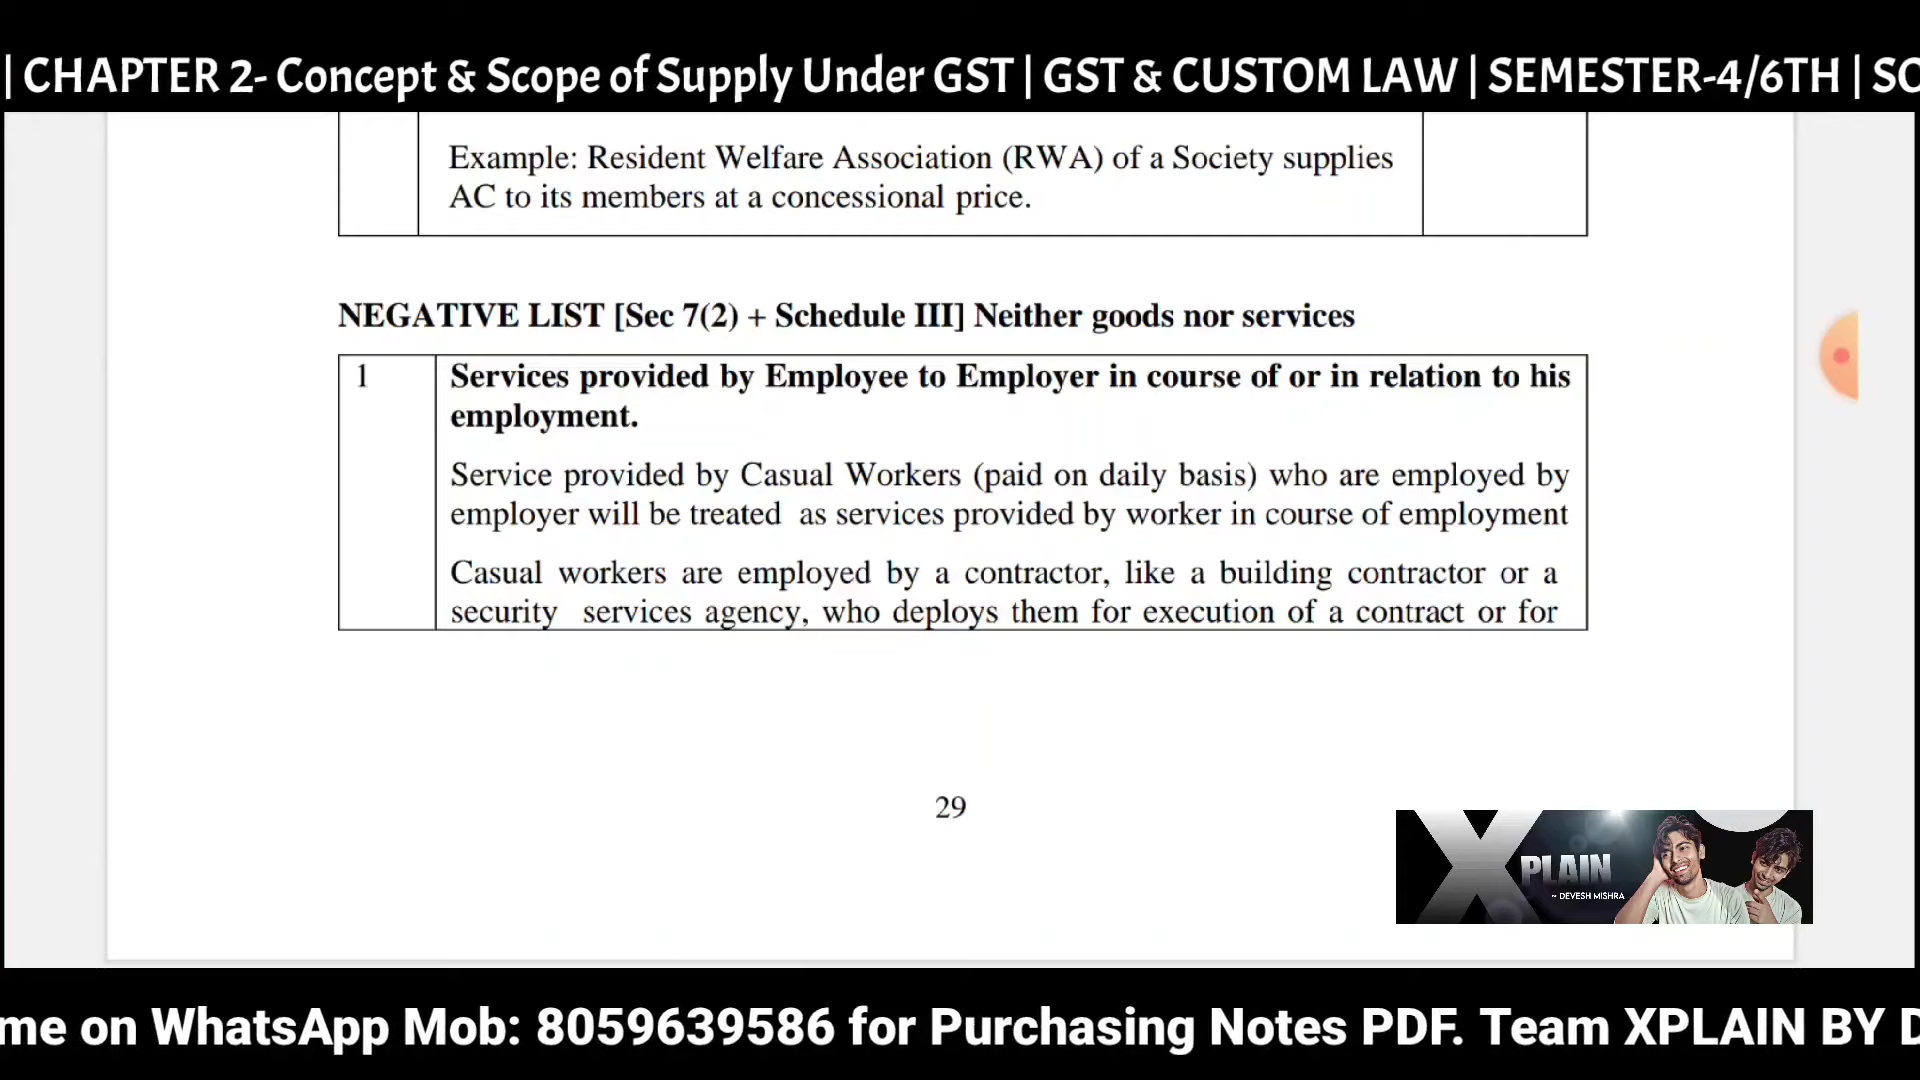 | CHAPTER 2- Concept & Scope of Supply Under GST | GST & CUSTOM LAW | SEMESTER-4/6TH | SO
Example: Resident Welfare Association (RWA) of a Society supplies
AC to its members at a concessional price.
NEGATIVE LIST [Sec 7(2) + Schedule III] Neither goods nor services
1
Services provided by Employee to Employer in course of or in relation to his
employment.
Service provided by Casual Workers (paid on daily basis) who are employed by
employer will be treated as services provided by worker in course of employment
Casual workers are employed by a contractor, like a building contractor or a
security services agency, who deploys them for execution of a contract or for
29
XPLAIN
~ DEVESH MISHRA
me on WhatsApp Mob: 8059639586 for Purchasing Notes PDF. Team XPLAIN BY D